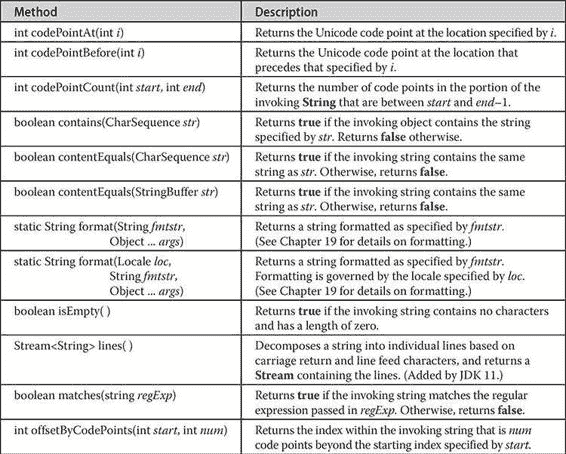 Method Description
int codePointAt(int i) Returns the Unicode code point at the location specified by i.
int codePointBefore(int i) Returns the Unicode code point at the location that
precedes that specified by i.
int codePointCount(int start, int end) Returns the number of code points in the portion of the
invoking String that are between start and end–1.
boolean contains(CharSequence str) Returns true if the invoking object contains the string
specified by str. Returns false otherwise.
boolean contentEquals(CharSequence str) Returns true if the invoking string contains the same
string as str. Otherwise, returns false.
boolean contentEquals(StringBuffer str) Returns true if the invoking string contains the same
string as str. Otherwise, returns false.
static String format(String fmtstr, Returns a string formatted as specified by fmtstr.
Object ... args) (See Chapter 19 for details on formatting.)
static String format(Locale loc, Returns a string formatted as specified by fmtstr.
String fmtstr, Formatting is governed by the locale specified by loc.
Object ... args) (See Chapter 19 for details on formatting.)
boolean isEmpty( ) Returns true if the invoking string contains no characters
and has a length of zero.
Stream<String> lines( ) Decomposes a string into individual lines based on
carriage return and line feed characters, and returns a
Stream containing the lines. (Added by JDK 11.)
boolean matches(string regExp) Returns true if the invoking string matches the regular
expression passed in regExp. Otherwise, returns false.
int offsetByCodePoints(int start, int num) Returns the index within the invoking string that is num
code points beyond the starting index specified by start.